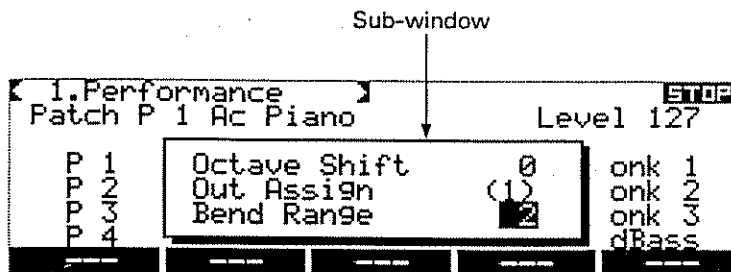 Sub-window
1.Performance STOP
Patch P 1 Ac Piano Level 127
P 1 Octave Shift 0 onk 1
P 2 Out Assign (1) onk 2
P 3 Bend Range 2 onk 3
P 4 dBass
--- --- --- --- ---